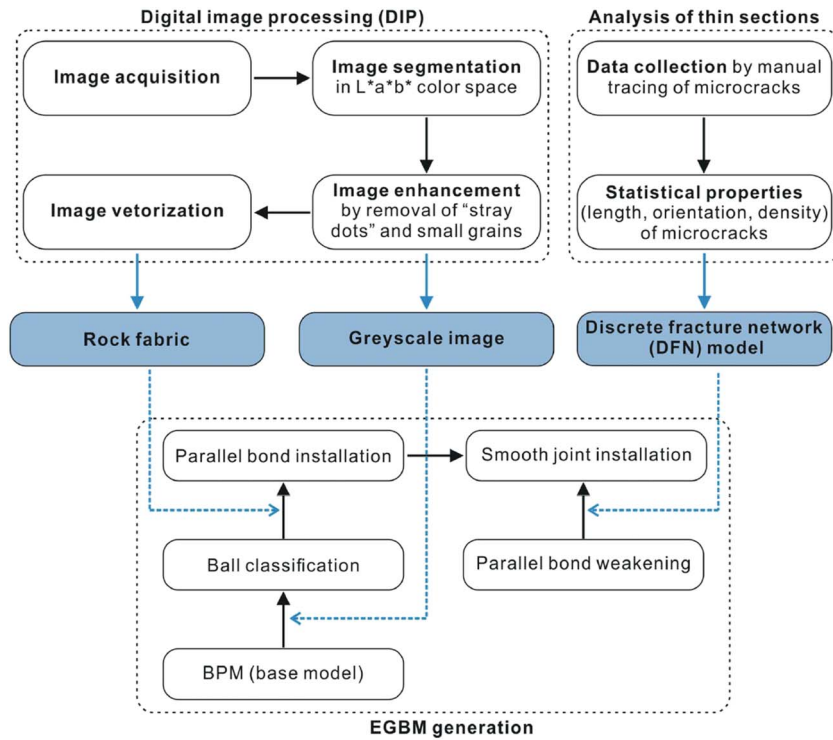 Digital image processing (DIP)
Analysis of thin sections
Image acquisition
Image segmentation
in L*a*b* color space
Data collection by manual
tracing of microcracks
Image vetorization
Image enhancement
by removal of “stray
dots” and small grains
Statistical properties
(length, orientation, density)
of microcracks
Rock fabric
Greyscale image
Discrete fracture network
(DFN) model
Parallel bond installation
Smooth joint installation
Ball classification
Parallel bond weakening
BPM (base model)
EGBM generation